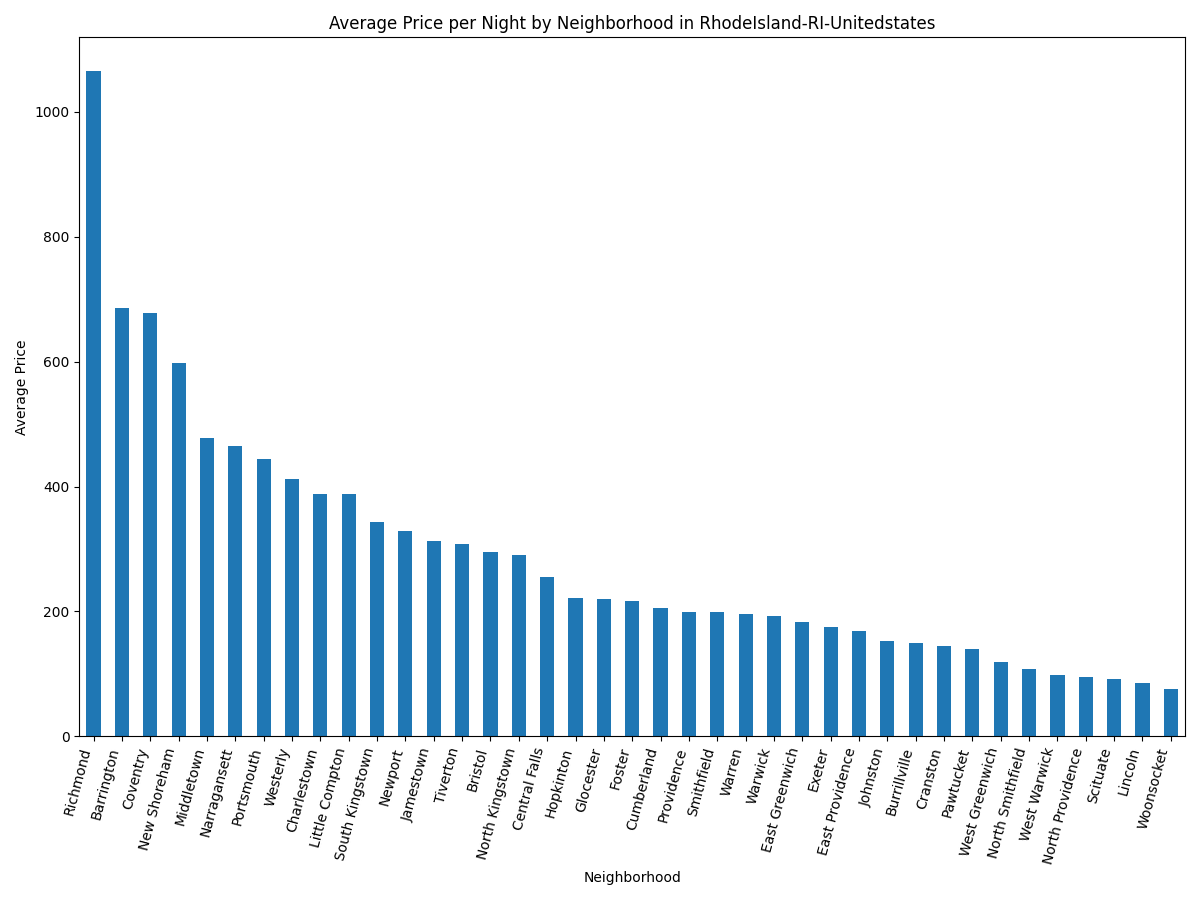 Average Price per Night by Neighborhood in RhodeIsland-RI-Unitedstates
Average Price
1000
800
600
400
200
0
Richmond
Barrington
Coventry
New Shoreham
Middletown
Narragansett
Portsmouth
Westerly
Charlestown
Little Compton
South Kingstown
Newport
Jamestown
Tiverton
Bristol
North Kingstown
Central Falls
Hopkinton
Glocester
Foster
Cumberland
Providence
Smithfield
Warren
Warwick
East Greenwich
Exeter
East Providence
Johnston
Burrillville
Cranston
Pawtucket
West Greenwich
North Smithfield
West Warwick
North Providence
Scituate
Lincoln
Woonsocket
Neighborhood